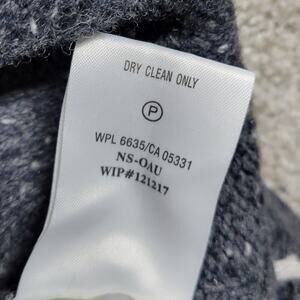 DRY CLEAN ONLY
P
WPL 6635/CA 05331
NS-OAU
WIP#121217